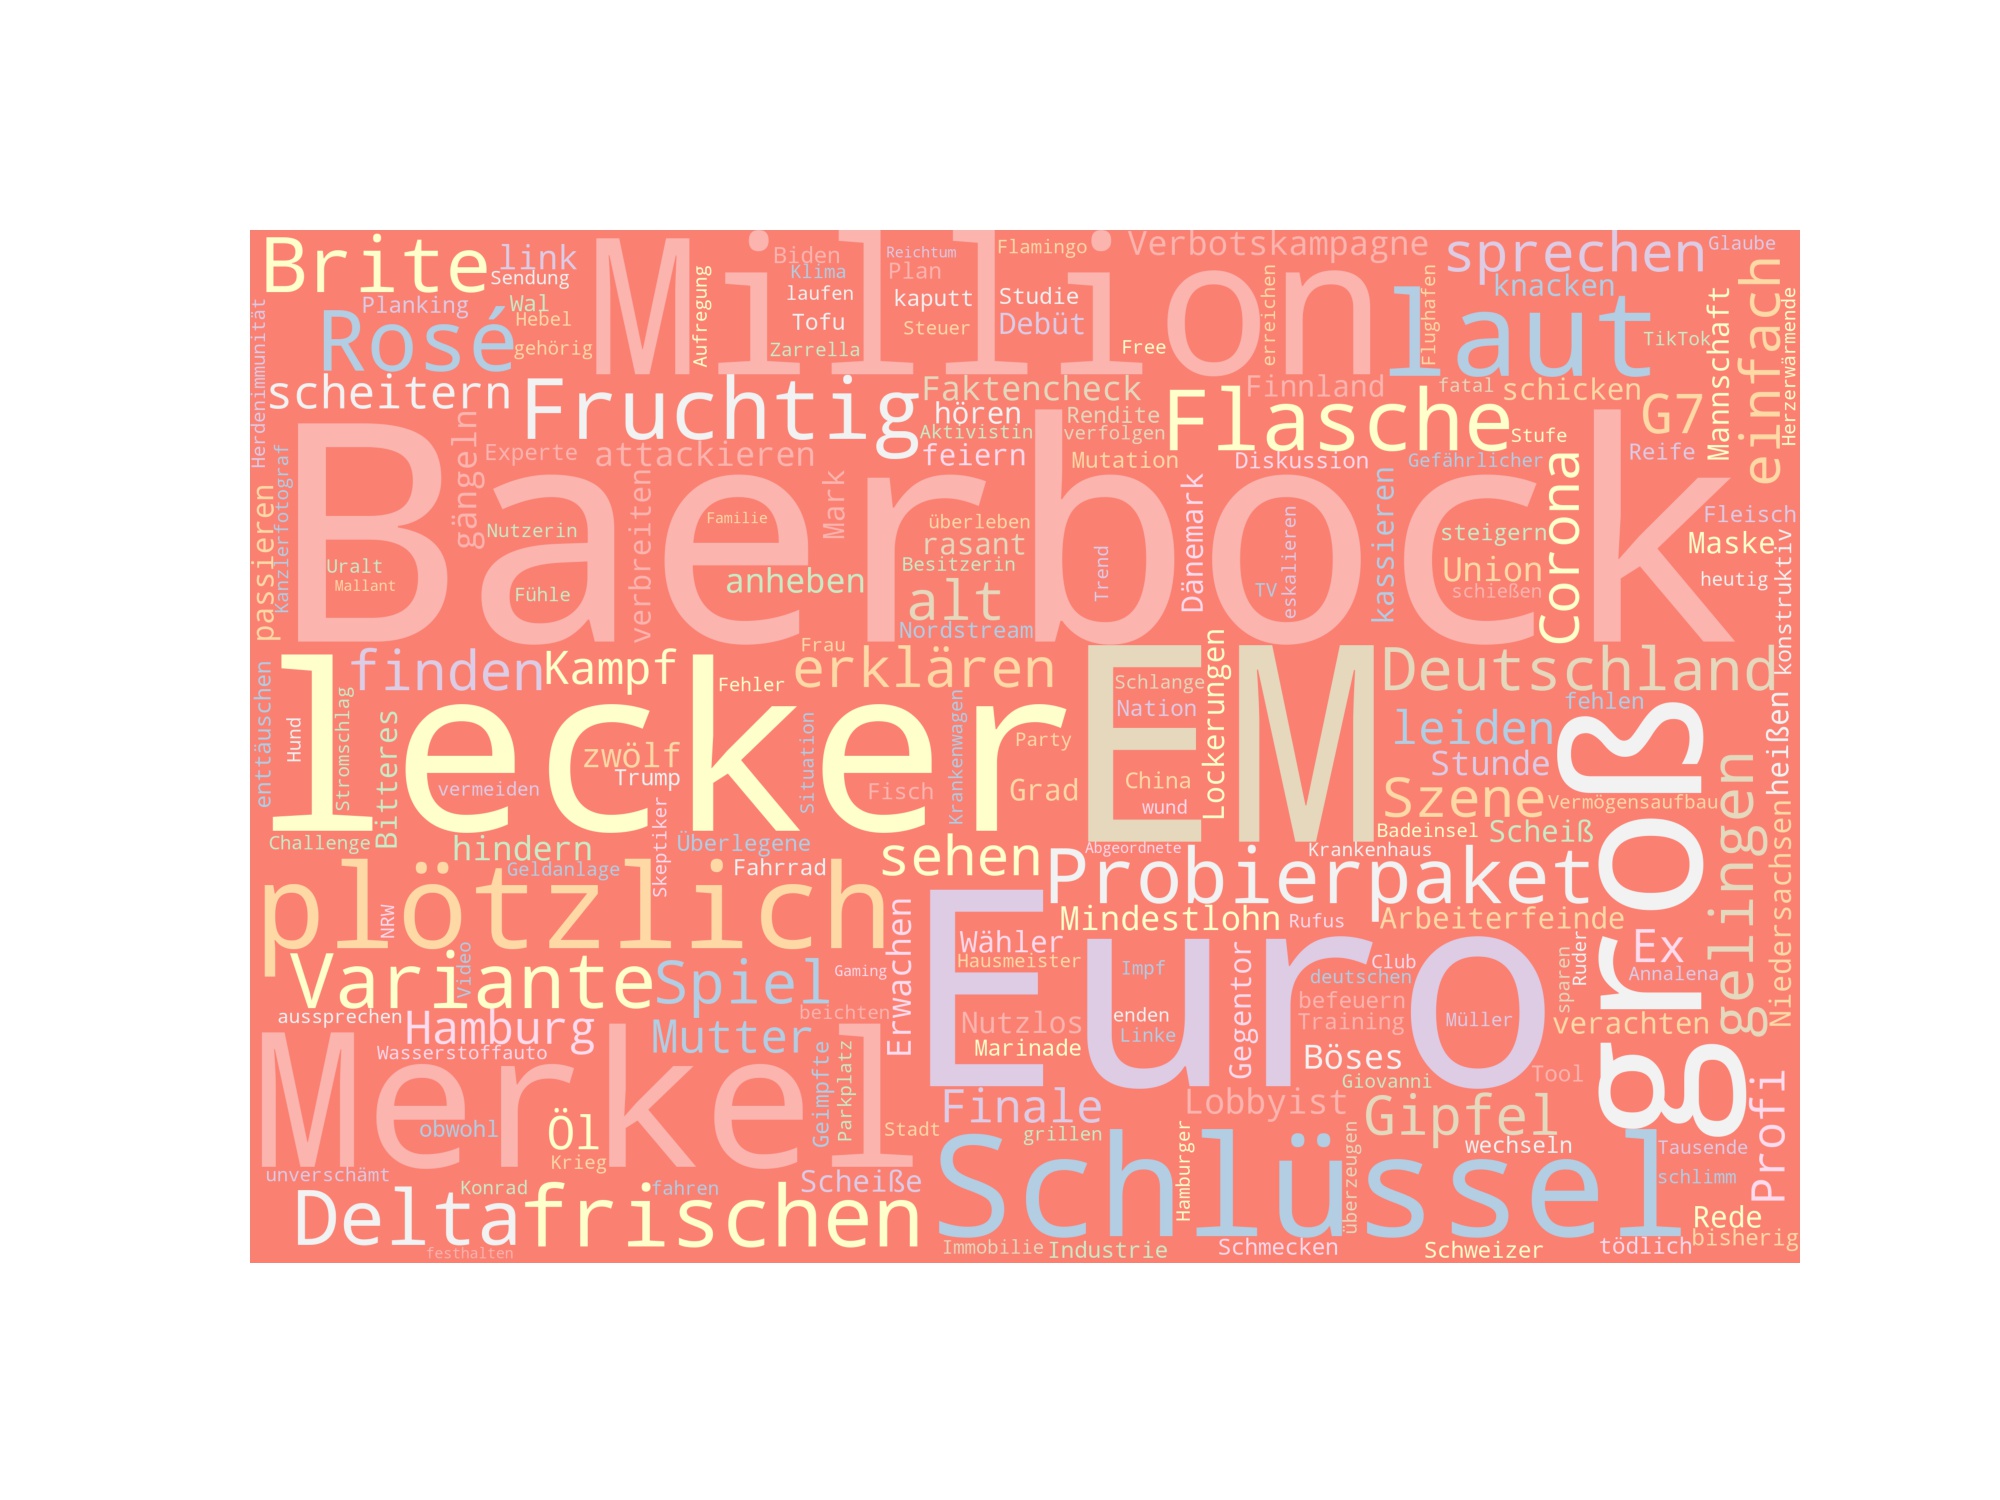 Brite
link
Sendung
Million
Biden
Reichtum
Flamingo
Verbotskampagne
sprechen
Glaube
Klima
Plan
knacken
Planking
Wal
laufen
kaputt
Studie
Rosé
Hebel
Tofu
Steuer
Debüt
laut
TikTok
gehörig
Aufregung
Zarrella
Free
erreichen
Flughafen
Mannschaft
einfach
Herzerwärmende
Herdenimmunität
scheitern
Fruchtig
Faktencheck
Finnland
fatal
schicken
hören
Rendite
Flasche
G7
Aktivistin
verfolgen
Stufe
Kanzlerfotograf
gängeln
Experte
attackieren
feiern
Mutation
Diskussion
Gefährlicher
Reife
Baerbock
verbreiten
Mark
Dänemark
kassieren
Corona
passieren
Nutzerin
Familie
überleben
eskalieren
steigern
Fleisch
rasant
Maske
Uralt
Besitzerin
Union
Mallant
Fühle
anheben
alt
Trend
TV
schießen
heutig
konstruktiv
Nordstream
finden
Kampf
Frau
erklären
EM
Lockerungen
Deutschland
Fehler
Schlange
fehlen
enttäuschen
lecker
Nation
leiden
groß
heißen
Hund
Stromschlag
Bitteres
zwölf
Situation
Krankenwagen
Party
Stunde
Trump
China
vermeiden
Fisch
Grad
wund
Szene
Vermögensaufbau
gelingen
Badeinsel
Scheiß
Challenge
hindern
Skeptiker
Überlegene
sehen
Abgeordnete
Krankenhaus
Niedersachsen
Geldanlage
Fahrrad
Probierpaket
plötzlich
NRW
Erwachen
Mindestlohn
Rufus
Arbeiterfeinde
Euro
Wähler
Ruder
Ex
Variante
Video
Spiel
Gaming
Hausmeister
Impf
Gegentor
Club
deutschen
sparen
Annalena
aussprechen
Hamburg
Mutter
beichten
Nutzlos
enden
befeuern
Training
Müller
verachten
Linke
Wasserstoffauto
Marinade
Böses
Merkel
Geimpfte
Parkplatz
Giovanni
Tool
Profi
Finale
Lobbyist
Gipfel
obwohl
Öl
Stadt
grillen
Hamburger
überzeugen
wechseln
Tausende
Krieg
unverschämt
Schlüssel
schlimm
Konrad
fahren
Scheiße
Delta
frischen
Rede
festhalten
Immobilie
Industrie
Schmecken
Schweizer
tödlich
bisherig